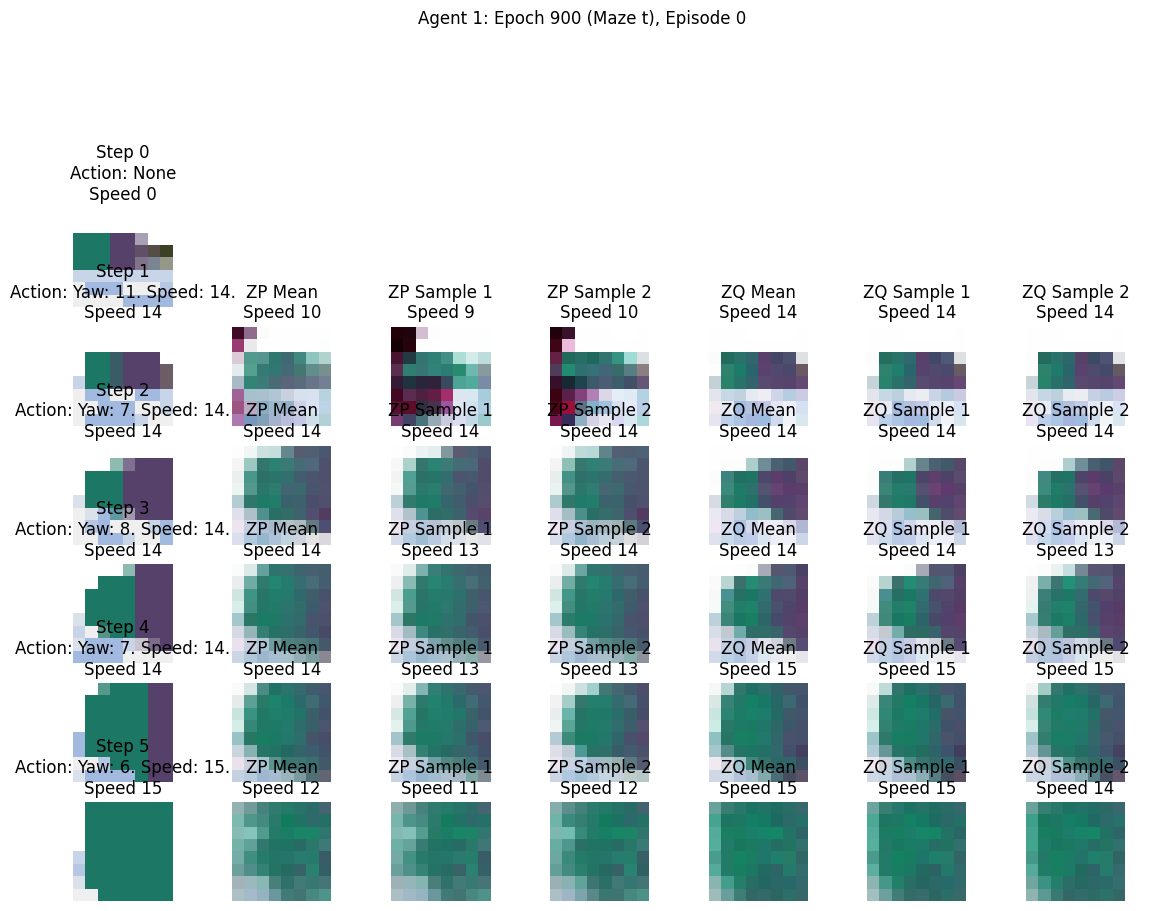 Agent 1: Epoch 900 (Maze t), Episode 0
Step 0
Action: None
Speed 0
Step 1
Action: Yaw: 11. Speed: 14.
Speed 14
ZP Mean
Speed 10
ZP Sample 1
Speed 9
ZP Sample 2
Speed 10
ZQ Mean
Speed 14
ZQ Sample 1
Speed 14
ZQ Sample 2
Speed 14
Step 2
Action: Yaw: 7. Speed: 14.
Speed 14
ZP Mean
Speed 14
ZP Sample 1
Speed 14
ZP Sample 2
Speed 14
ZQ Mean
Speed 14
ZQ Sample 1
Speed 14
ZQ Sample 2
Speed 14
Step 3
Action: Yaw: 8. Speed: 14.
Speed 14
ZP Mean
Speed 14
ZP Sample 1
Speed 13
ZP Sample 2
Speed 14
ZQ Mean
Speed 14
ZQ Sample 1
Speed 14
ZQ Sample 2
Speed 13
Step 4
Action: Yaw: 7. Speed: 14.
Speed 14
ZP Mean
Speed 14
ZP Sample 1
Speed 13
ZP Sample 2
Speed 13
ZQ Mean
Speed 15
ZQ Sample 1
Speed 15
ZQ Sample 2
Speed 15
Step 5
Action: Yaw: 6. Speed: 15.
Speed 15
ZP Mean
Speed 12
ZP Sample 1
Speed 11
ZP Sample 2
Speed 12
ZQ Mean
Speed 15
ZQ Sample 1
Speed 15
ZQ Sample 2
Speed 14